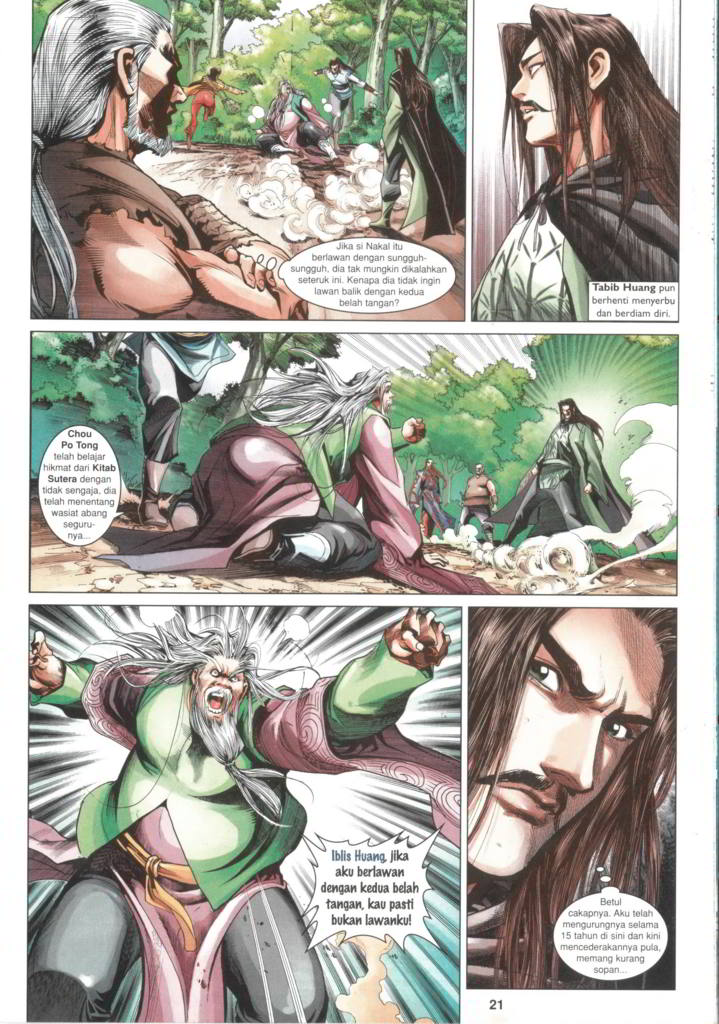 Jika si Nakal itu
berlawan dengan sungguh-
sungguh, dia tak mungkin dikalahkan
seteruk ini. Kenapa dia tidak ingin
lawan balik dengan kedua
belah tangan?
Tabib Huang pun
berhenti menyerbu
dan berdiam diri.
Chou
Po Tong
telah belajar
hikmat dari Kitab
Sutera dengan
tidak sengaja, dia
telah menentang
wasiat abang
seguru-
nya...
Iblis Huang, jika
aku berlawan
dengan kedua belah
tangan, kau pasti
bukan lawanku!
Betul
cakapnya. Aku telah
mengurungnya selama
15 tahun di sini dan kini
mencederakannya pula,
memang kurang
sopan...
21